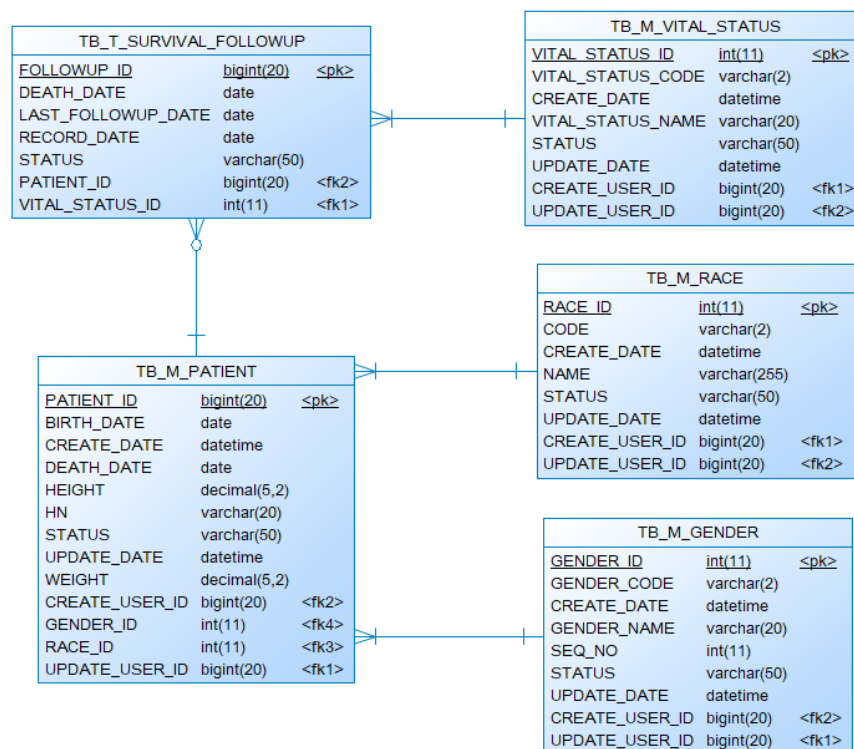 TB_T_SURVIVAL_FOLLOWUP
FOLLOWUP_ID bigint(20) <pk>
DEATH_DATE date
LAST_FOLLOWUP_DATE date
RECORD_DATE date
STATUS varchar(50)
PATIENT_ID bigint(20) <fk2>
VITAL_STATUS_ID int(11) <fk1>
TB_M_VITAL_STATUS
VITAL_STATUS_ID int(11) <pk>
VITAL_STATUS_CODE varchar(2)
CREATE_DATE datetime
VITAL_STATUS_NAME varchar(20)
STATUS varchar(50)
UPDATE_DATE datetime
CREATE_USER_ID bigint(20) <fk1>
UPDATE_USER_ID bigint(20) <fk2>
TB_M_RACE
RACE_ID int(11) <pk>
CODE varchar(2)
CREATE_DATE datetime
NAME varchar(255)
STATUS varchar(50)
UPDATE_DATE datetime
CREATE_USER_ID bigint(20) <fk1>
UPDATE_USER_ID bigint(20) <fk2>
TB_M_PATIENT
PATIENT_ID bigint(20) <pk>
BIRTH_DATE date
CREATE_DATE datetime
DEATH_DATE date
HEIGHT decimal(5,2)
HN varchar(20)
STATUS varchar(50)
UPDATE_DATE datetime
WEIGHT decimal(5,2)
CREATE_USER_ID bigint(20) <fk2>
GENDER_ID int(11) <fk4>
RACE_ID int(11) <fk3>
UPDATE_USER_ID bigint(20) <fk1>
TB_M_GENDER
GENDER_ID int(11) <pk>
GENDER_CODE varchar(2)
CREATE_DATE datetime
GENDER_NAME varchar(20)
SEQ_NO int(11)
STATUS varchar(50)
UPDATE_DATE datetime
CREATE_USER_ID bigint(20) <fk2>
UPDATE_USER_ID bigint(20) <fk1>